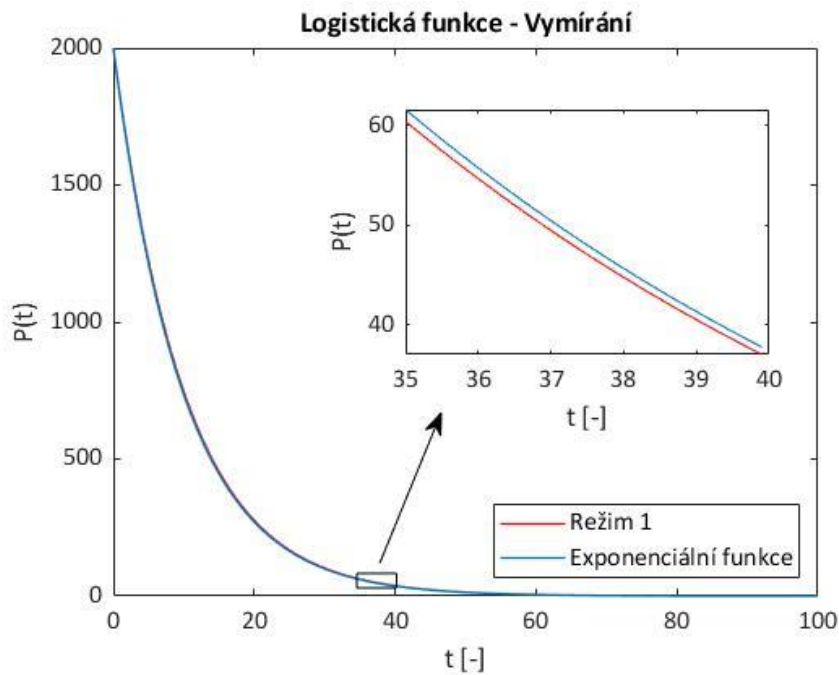 Logistická funkce - Vymírání
2000
1500
1000
500
0
P(t)
0 20 40 60 80 100
t [-]
60
50
40
P(t)
35 36 37 38 39 40
t [-]
Režim 1
Exponenciální funkce